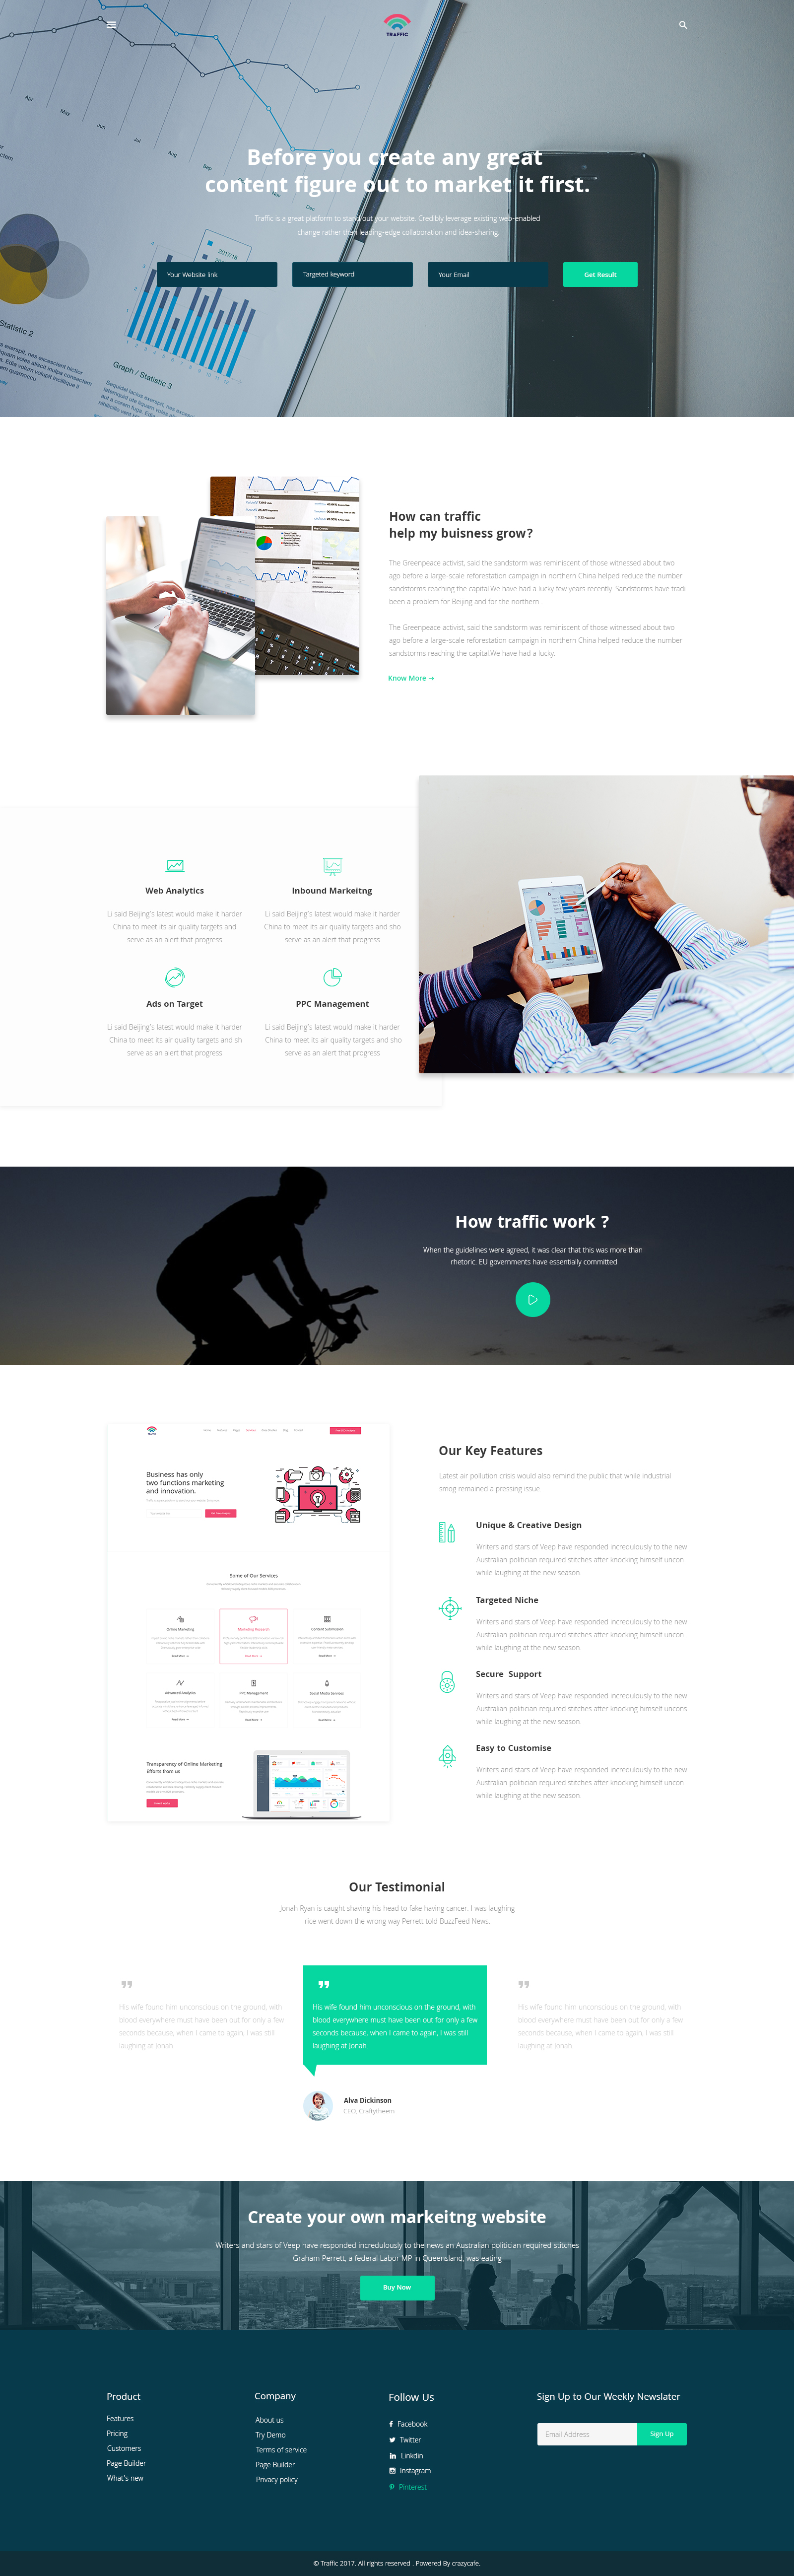 TRAFFIC
Apr
May
Jun
Jul
Aug
Sep
Nov
Dec
Before you create any great
content figure out to market it first.
Traffic is a great platform to stand out your website. Credibly leverage existing web-enabled
change rather than leading-edge collaboration and idea-sharing.
2017/18
Your Website link
Targeted keyword
Your Email
Get Result
Statistic 2
Graph / Statistic 3
How can traffic
help my buisness grow?
The Greenpeace activist, said the sandstorm was reminiscent of those witnessed about two
ago before a large-scale reforestation campaign in northern China helped reduce the number
sandstorms reaching the capital.We have had a lucky few years recently. Sandstorms have tradi
been a problem for Beijing and for the northern .
The Greenpeace activist, said the sandstorm was reminiscent of those witnessed about two
ago before a large-scale reforestation campaign in northern China helped reduce the number
sandstorms reaching the capital.We have had a lucky.
Know More →
Web Analytics
Li said Beijing's latest would make it harder
China to meet its air quality targets and
serve as an alert that progress
Inbound Markeitng
Li said Beijing's latest would make it harder
China to meet its air quality targets and sho
serve as an alert that progress
Ads on Target
Li said Beijing's latest would make it harder
China to meet its air quality targets and sh
serve as an alert that progress
PPC Management
Li said Beijing's latest would make it harder
China to meet its air quality targets and sho
serve as an alert that progress
How traffic work ?
When the guidelines were agreed, it was clear that this was more than
rhetoric. EU governments have essentially committed
Business has only
two functions marketing
and innovation.
Some of Our Services
Online Marketing
Marketing Research
Content Submission
Read More →
Read More →
Read More →
Advanced Analytics
PPC Management
Social Media Services
Read More →
Read More →
Read More →
Transparency of Online Marketing
Efforts from us
Our Key Features
Latest air pollution crisis would also remind the public that while industrial
smog remained a pressing issue,
Unique & Creative Design
Writers and stars of Veep have responded incredulously to the new
Australian politician required stitches after knocking himself uncon
while laughing at the new season.
Targeted Niche
Writers and stars of Veep have responded incredulously to the new
Australian politician required stitches after knocking himself uncon
while laughing at the new season.
Secure Support
Writers and stars of Veep have responded incredulously to the new
Australian politician required stitches after knocking himself uncons
while laughing at the new season.
Easy to Customise
Writers and stars of Veep have responded incredulously to the new
Australian politician required stitches after knocking himself uncon
while laughing at the new season.
Our Testimonial
Jonah Ryan is caught shaving his head to fake having cancer. I was laughing
rice went down the wrong way Perrett told BuzzFeed News.
His wife found him unconscious on the ground, with
blood everywhere must have been out for only a few
seconds because, when I came to again, I was still
laughing at Jonah.
His wife found him unconscious on the ground, with
blood everywhere must have been out for only a few
seconds because, when I came to again, I was still
laughing at Jonah.
His wife found him unconscious on the ground, with
blood everywhere must have been out for only a few
seconds because, when I came to again, I was still
laughing at Jonah.
Alva Dickinson
CEO, Craftytheem
Create your own markeitng website
Writers and stars of Veep have responded incredulously to the news an Australian politician required stitches
Graham Perrett, a federal Labor MP in Queensland, was eating
Buy Now
Product
Features
Pricing
Customers
Page Builder
What's new
Company
About us
Try Demo
Terms of service
Page Builder
Privacy policy
Follow Us
Facebook
Twitter
Linkdin
Instagram
Pinterest
Sign Up to Our Weekly Newslater
Email Address
Sign Up
© Traffic 2017. All rights reserved . Powered By crazycafe.